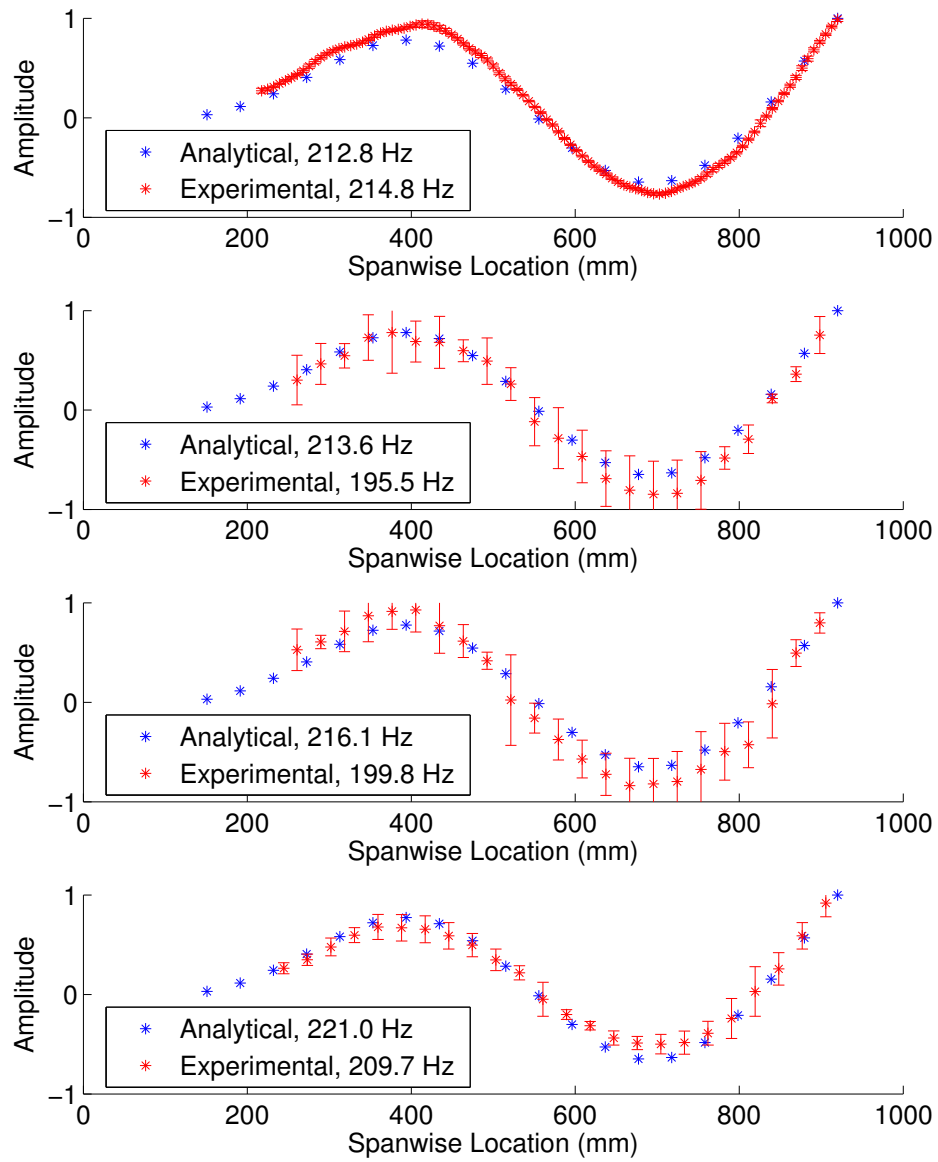 1
0
−1
Amplitude
Analytical, 212.8 Hz
Experimental, 214.8 Hz
0 200 400 600 800 1000
Spanwise Location (mm)
1
0
−1
Amplitude
Analytical, 213.6 Hz
Experimental, 195.5 Hz
0 200 400 600 800 1000
Spanwise Location (mm)
1
0
−1
Amplitude
Analytical, 216.1 Hz
Experimental, 199.8 Hz
0 200 400 600 800 1000
Spanwise Location (mm)
1
0
−1
Amplitude
Analytical, 221.0 Hz
Experimental, 209.7 Hz
0 200 400 600 800 1000
Spanwise Location (mm)